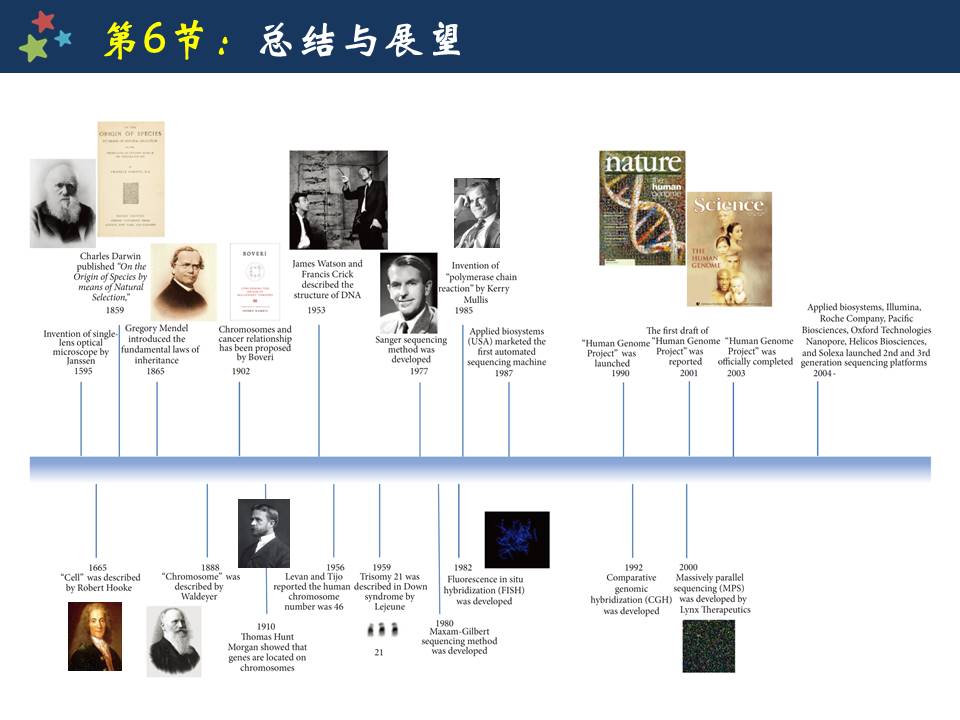 第6节：总结与展望
ORIGIN OF SPECIES
Charles Darwin
published “On the
Origin of Species by
means of Natural
Selection,”
1859
Invention of single-
lens optical
microscope by
Janssen
1595
Gregory Mendel
introduced the
fundamental laws of
inheritance
1865
BOVERI
Chromosomes and
cancer relationship
has been proposed
by Boveri
1902
James Watson and
Francis Crick
described the
structure of DNA
1953
Sanger sequencing
method was
developed
1977
Invention of
“polymerase chain
reaction” by Kerry
Mullis
1985
Applied biosystems
(USA) marketed the
first automated
sequencing machine
1987
nature
the
human
genome
Science
THE
HUMAN
GENOME
“Human Genome
Project” was
launched
1990
The first draft of
“Human Genome
Project” was
reported
2001
“Human Genome
Project” was
officially completed
2003
Applied biosystems, Illumina,
Roche Company, Pacific
Biosciences, Oxford Technologies
Nanopore, Helicos Biosciences,
and Solexa launched 2nd and 3rd
generation sequencing platforms
2004-
1665
“Cell” was described
by Robert Hooke
1888
“Chromosome” was
described by
Waldeyer
1910
Thomas Hunt
Morgan showed that
genes are located on
chromosomes
1956
Levan and Tijo
reported the human
chromosome
number was 46
1959
Trisomy 21 was
described in Down
syndrome by
Lejeune
21
1980
Maxam-Gilbert
sequencing method
was developed
1982
Fluorescence in situ
hybridization (FISH)
was developed
1992
Comparative
genomic
hybridization (CGH)
was developed
2000
Massively parallel
sequencing (MPS)
was developed by
Lynx Therapeutics